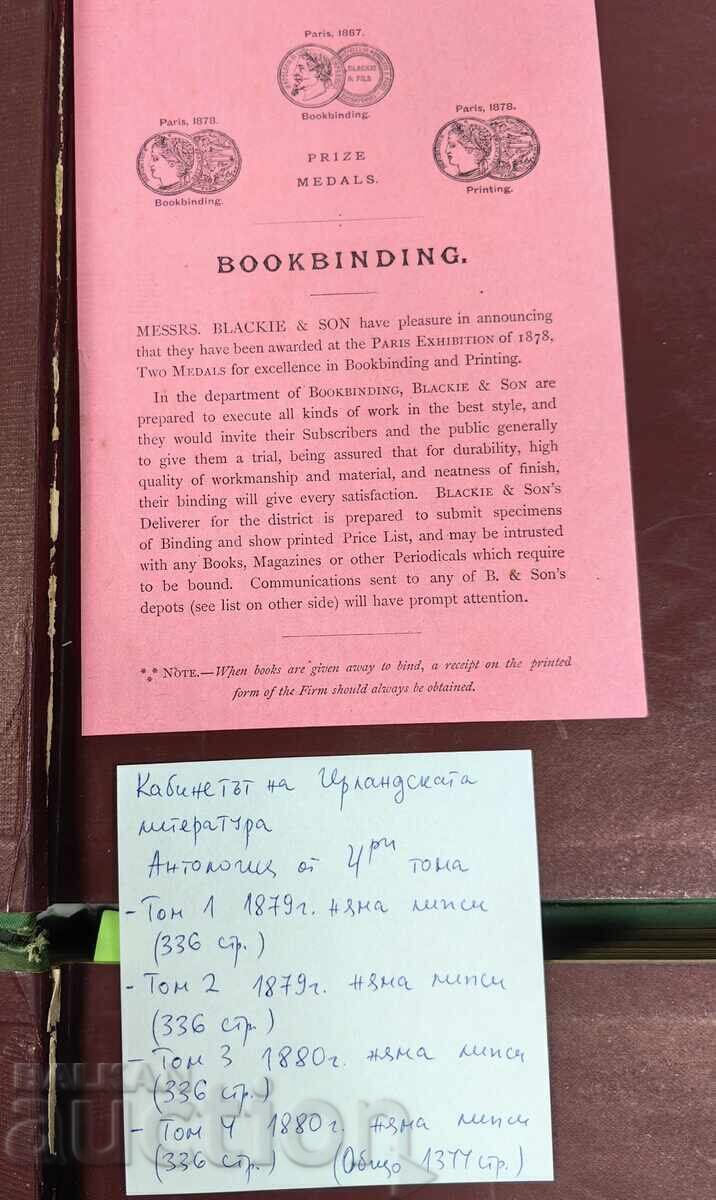 Paris, 1867.
BLACKIE & FILS
Bookbinding.
Paris, 1878.
Bookbinding.
PRIZE
MEDALS.
Paris, 1878.
Printing.
BOOKBINDING.
MESSRS. BLACKIE & SON have pleasure in announcing
that they have been awarded at the PARIS EXHIBITION of 1878,
TWO MEDALS for excellence in Bookbinding and Printing.
In the department of BOOKBINDING, BLACKIE & SON are
prepared to execute all kinds of work in the best style, and
they would invite their Subscribers and the public generally
to give them a trial, being assured that for durability, high
quality of workmanship and material, and neatness of finish,
their binding will give every satisfaction. BLACKIE & SON'S
Deliverer for the district is prepared to submit specimens
of Binding and show printed Price List, and may be intrusted
with any Books, Magazines or other Periodicals which require
to be bound. Communications sent to any of B. & Son's
depots (see list on other side) will have prompt attention.
*** NOTE.—When books are given away to bind, a receipt on the printed
form of the Firm should always be obtained.
Кабинетът на Ирландската
литература
Антология от 4ри тома
- Том 1 1879г. няма липси
(336 стр.)
- Том 2 1879г. няма липси
(336 стр.)
- Том 3 1880г. няма липси
(336 стр.)
- Том 4 1880г. няма липси
(336 стр.) (Общо 1344 стр.)
BALKAN
auction